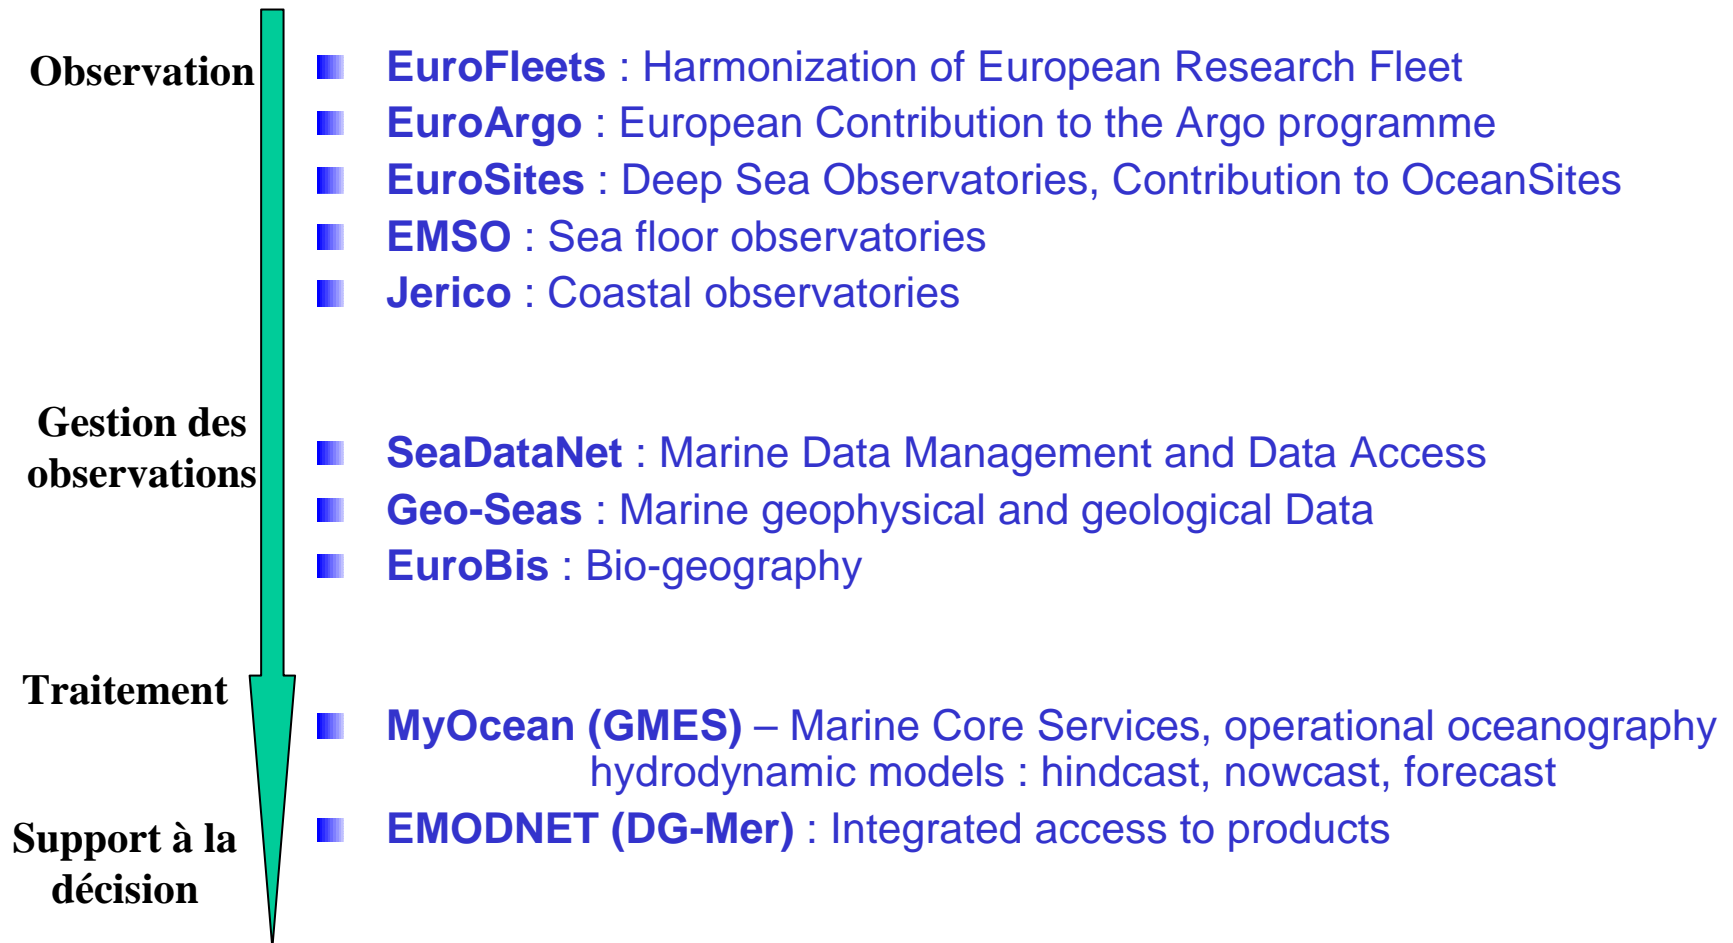 Observation
EuroFleets : Harmonization of European Research Fleet
EuroArgo : European Contribution to the Argo programme
EuroSites : Deep Sea Observatories, Contribution to OceanSites
EMSO : Sea floor observatories
Jerico : Coastal observatories
Gestion des
observations
SeaDataNet : Marine Data Management and Data Access
Geo-Seas : Marine geophysical and geological Data
EuroBis : Bio-geography
Traitement
MyOcean (GMES) – Marine Core Services, operational oceanography
hydrodynamic models : hindcast, nowcast, forecast
Support à la
décision
EMODNET (DG-Mer) : Integrated access to products